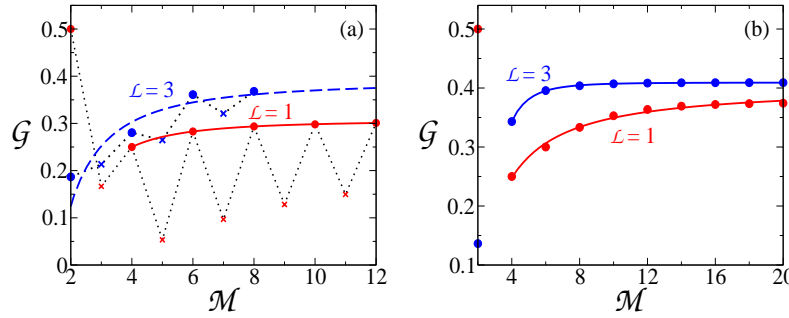 (a)
0.5
0.4
0.3
0.2
0.1
0
G
ℒ = 3
ℒ = 1
2 4 6 8 10 12
ℳ
(b)
0.5
0.4
0.3
0.2
0.1
G
ℒ = 3
ℒ = 1
4 8 12 16 20
ℳ